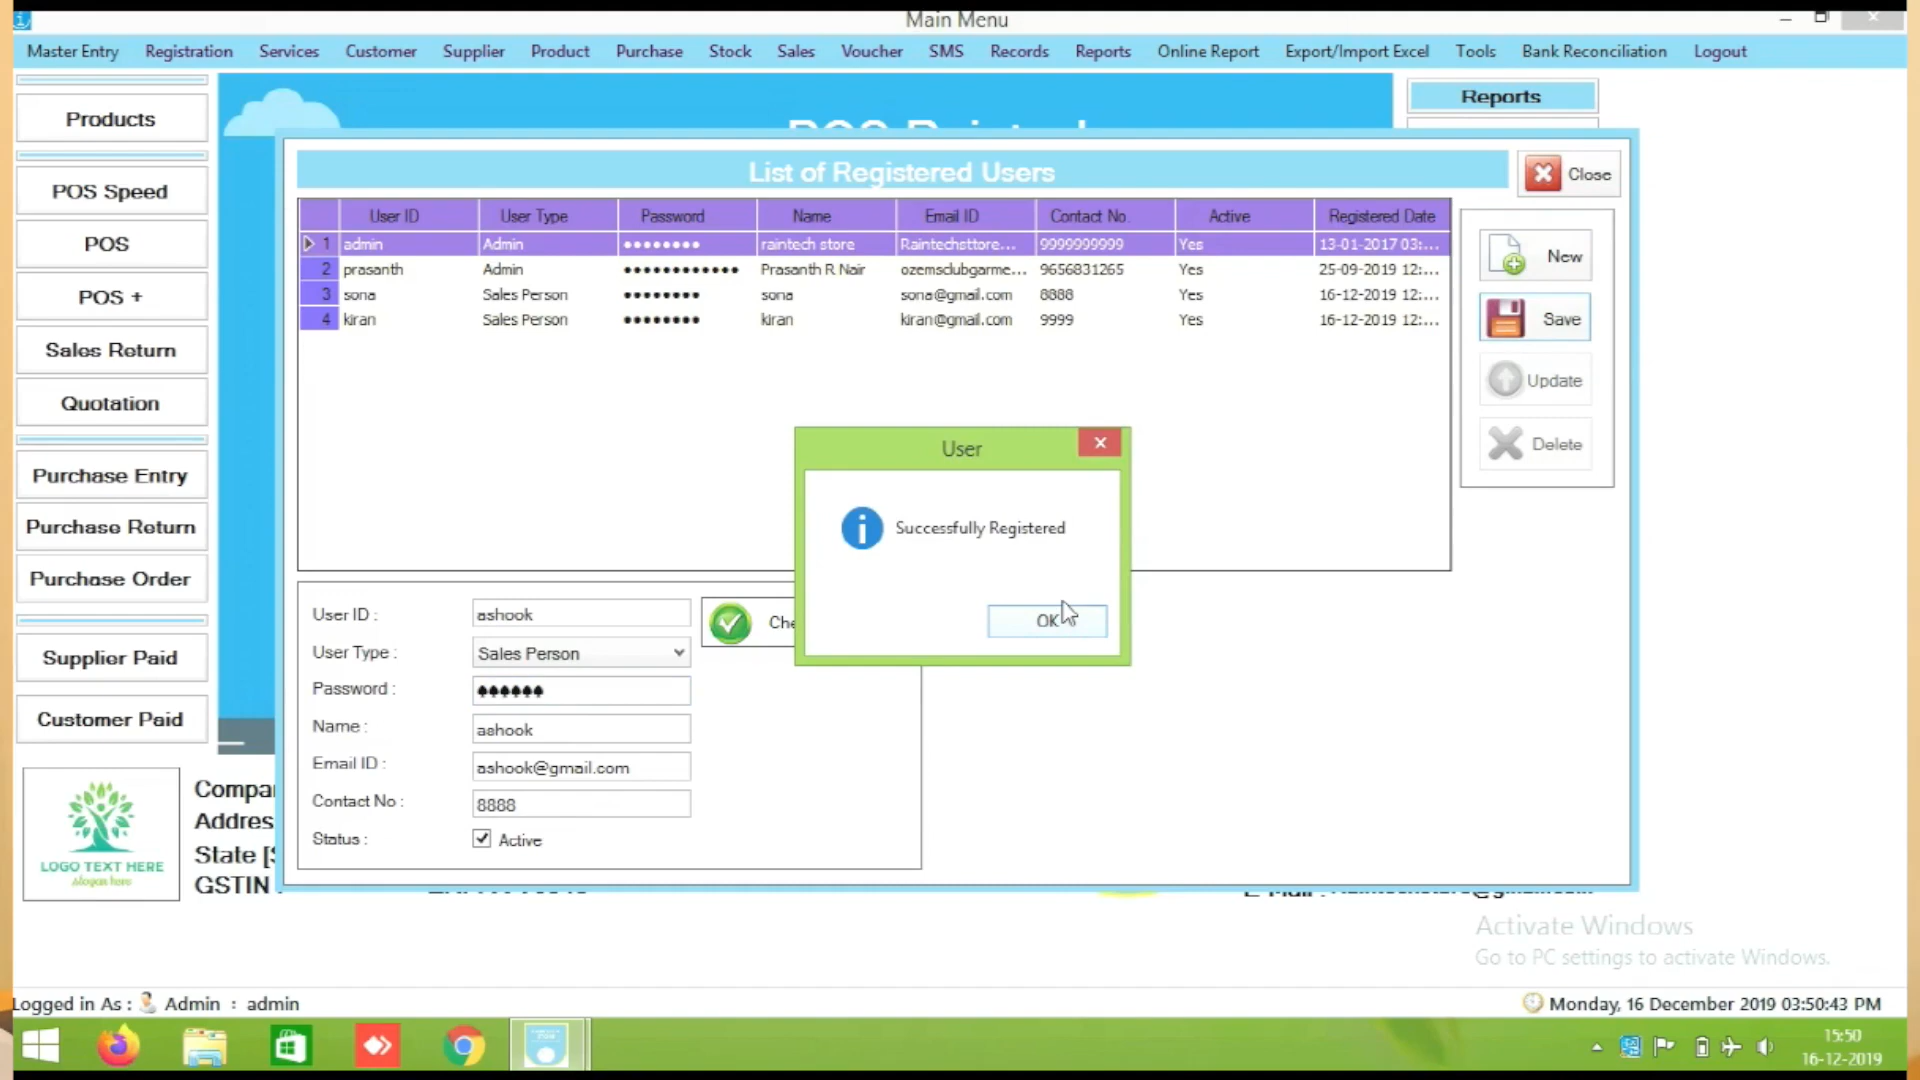 Main Menu
Master Entry Registration Services Customer Supplier Product Purchase Stock Sales Voucher SMS Records Reports Online Report Export/Import Excel Tools Bank Reconciliation Logout
Products
POS Speed
POS
POS +
Sales Return
Quotation
Purchase Entry
Purchase Return
Purchase Order
Supplier Paid
Customer Paid
Reports
List of Registered Users
Close
User ID User Type Password Name Email ID Contact No. Active Registered Date
1 admin Admin ●●●●●●●● raintech store Raintechsttore... 9999999999 Yes 13-01-2017 03:...
2 prasanth Admin ●●●●●●●●●●●● Prasanth R Nair ozemsclubgarme... 9656831265 Yes 25-09-2019 12:...
3 sona Sales Person ●●●●●●●● sona sona@gmail.com 8888 Yes 16-12-2019 12:...
4 kiran Sales Person ●●●●●●●● kiran kiran@gmail.com 9999 Yes 16-12-2019 12:...
New
Save
Update
Delete
User
Successfully Registered
OK
User ID : ashook
Che
User Type : Sales Person
Password : ♠♠♠♠♠♠
Name : ashook
Email ID : ashook@gmail.com
Contact No : 8888
Status : Active
LOGO TEXT HERE
slogan here
Compa
Addres
State [S
GSTIN
Activate Windows
Go to PC settings to activate Windows.
Logged in As : Admin : admin
Monday, 16 December 2019 03:50:43 PM
15:50
16-12-2019